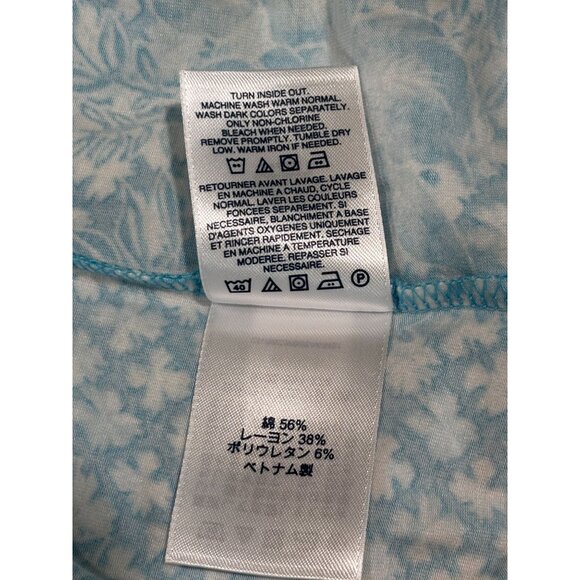 TURN INSIDE OUT.
MACHINE WASH WARM NORMAL.
WASH DARK COLORS SEPARATELY.
ONLY NON-CHLORINE
BLEACH WHEN NEEDED.
REMOVE PROMPTLY. TUMBLE DRY
LOW. WARM IRON IF NEEDED.
RETOURNER AVANT LAVAGE. LAVAGE
EN MACHINE A CHAUD, CYCLE
NORMAL. LAVER LES COULEURS
FONCEES SEPAREMENT. SI
NECESSAIRE, BLANCHIMENT A BASE
D'AGENTS OXYGENES UNIQUEMENT
ET RINCER RAPIDEMENT. SECHAGE
EN MACHINE A TEMPERATURE
MODEREE. REPASSER SI
NECESSAIRE.
40 P
綿 56%
レーヨン 38%
ポリウレタン 6%
ベトナム製